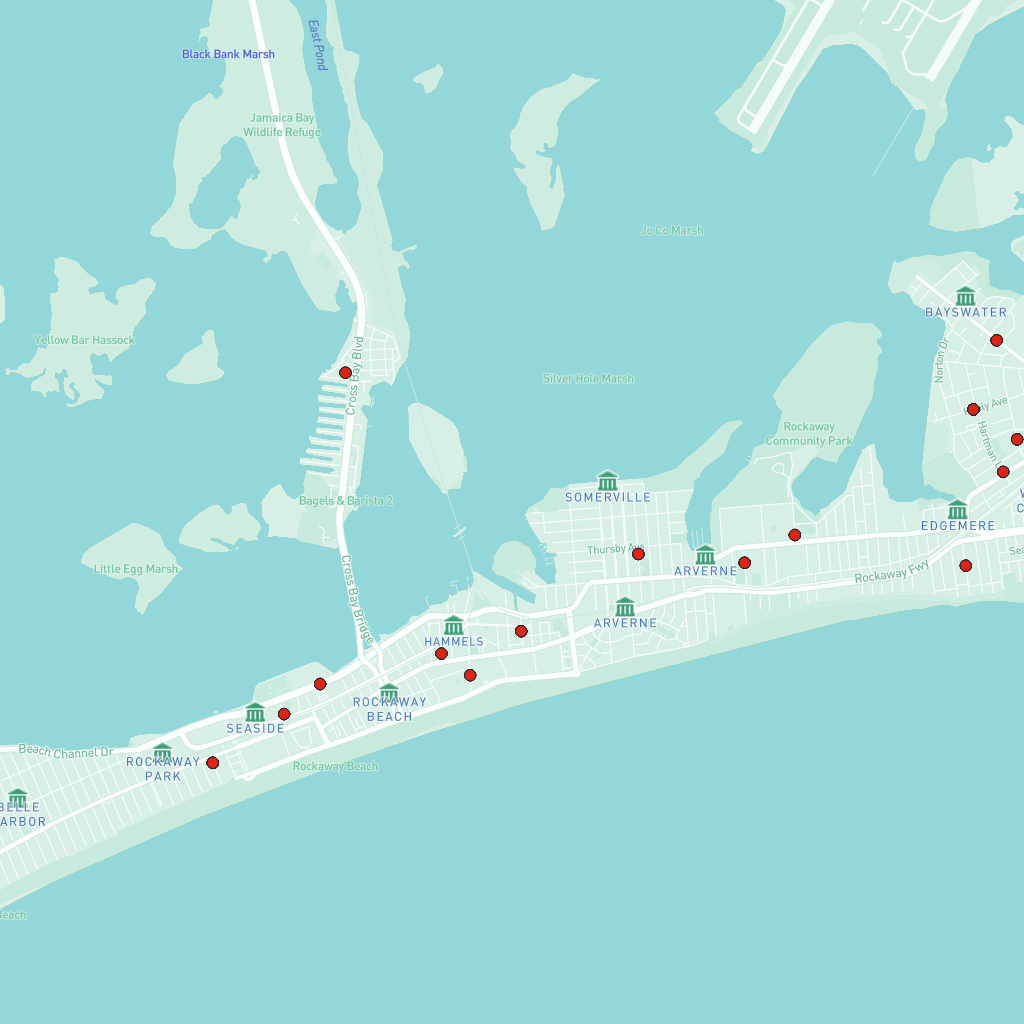 Black Bank Marsh
East Pond
Jamaica Bay
Wildlife Refuge
Jo Co Marsh
BAYSWATER
Yellow Bar Hassock
Cross Bay Blvd
Norton Dr
Silver Hole Marsh
Rockaway
Community Park
Ave
Bagels & Barista 2
SOMERVILLE
EDGEMERE
Thursby Ave
ARVERNE
Little Egg Marsh
Rockaway Fwy
Cross Bay Bridge
ARVERNE
HAMMELS
ROCKAWAY
BEACH
SEASIDE
Beach Channel Dr
ROCKAWAY
PARK
Rockaway Beach
BELLE
ARBOR
Beach